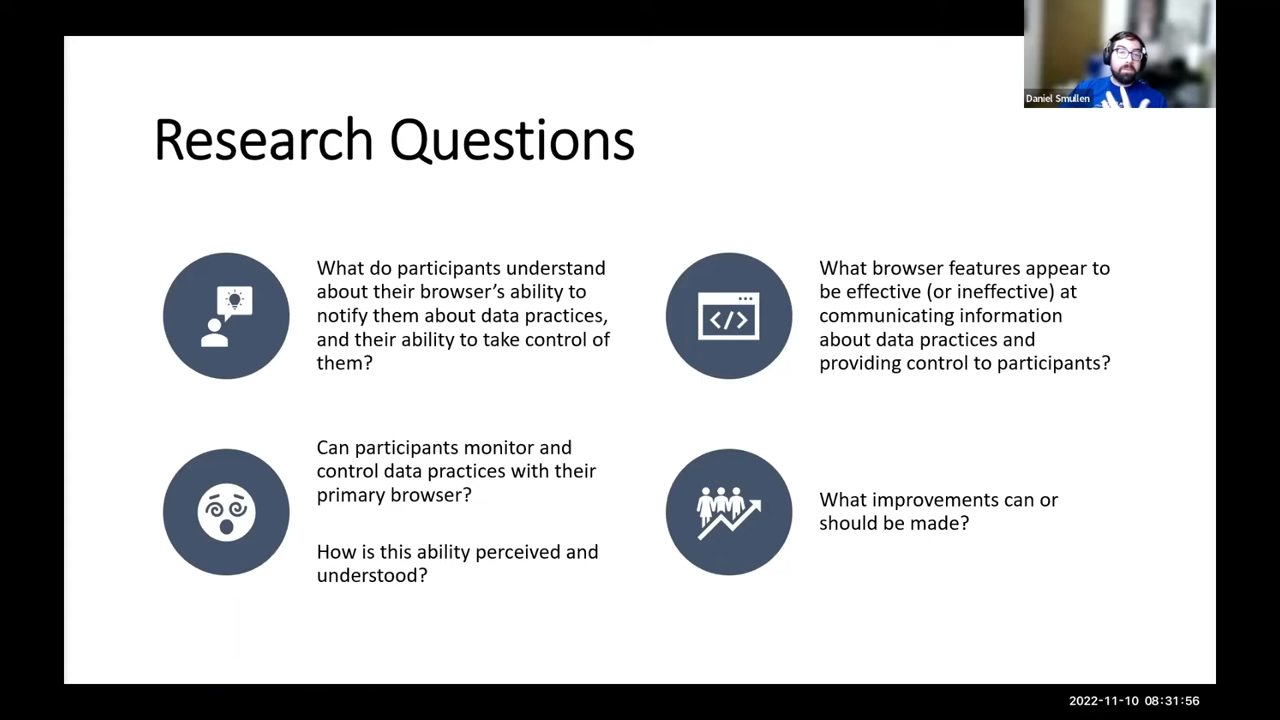 Daniel Smullen
Research Questions
What do participants understand
about their browser's ability to
notify them about data practices,
and their ability to take control of
them?
What browser features appear to
be effective (or ineffective) at
communicating information
about data practices and
providing control to participants?
</>
Can participants monitor and
control data practices with their
primary browser?
How is this ability perceived and
understood?
What improvements can or
should be made?
2022-11-10 08:31:56